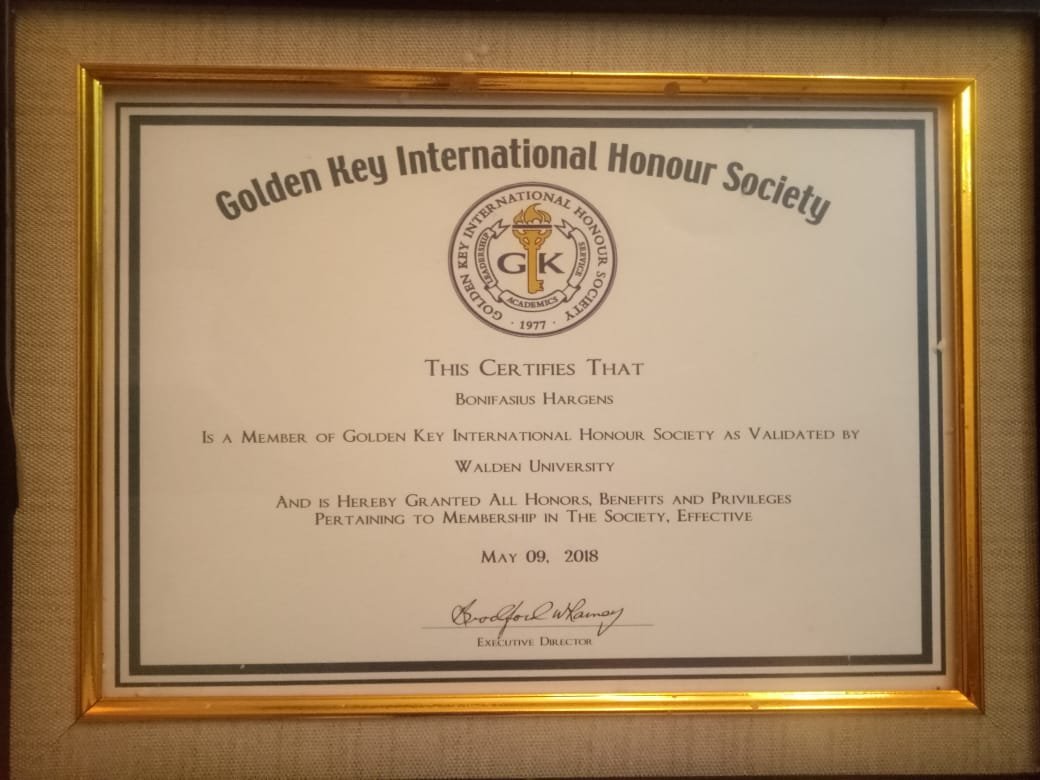 Golden Key International Honour Society
GOLDEN KEY INTERNATIONAL HONOUR SOCIETY
LEADERSHIP
SERVICE
GK
ACADEMICS
· 1977 ·
THIS CERTIFIES THAT
BONIFASIUS HARGENS
IS A MEMBER OF GOLDEN KEY INTERNATIONAL HONOUR SOCIETY AS VALIDATED BY
WALDEN UNIVERSITY
AND IS HEREBY GRANTED ALL HONORS, BENEFITS AND PRIVILEGES
PERTAINING TO MEMBERSHIP IN THE SOCIETY, EFFECTIVE
MAY 09, 2018
Bradford W Rainey
EXECUTIVE DIRECTOR